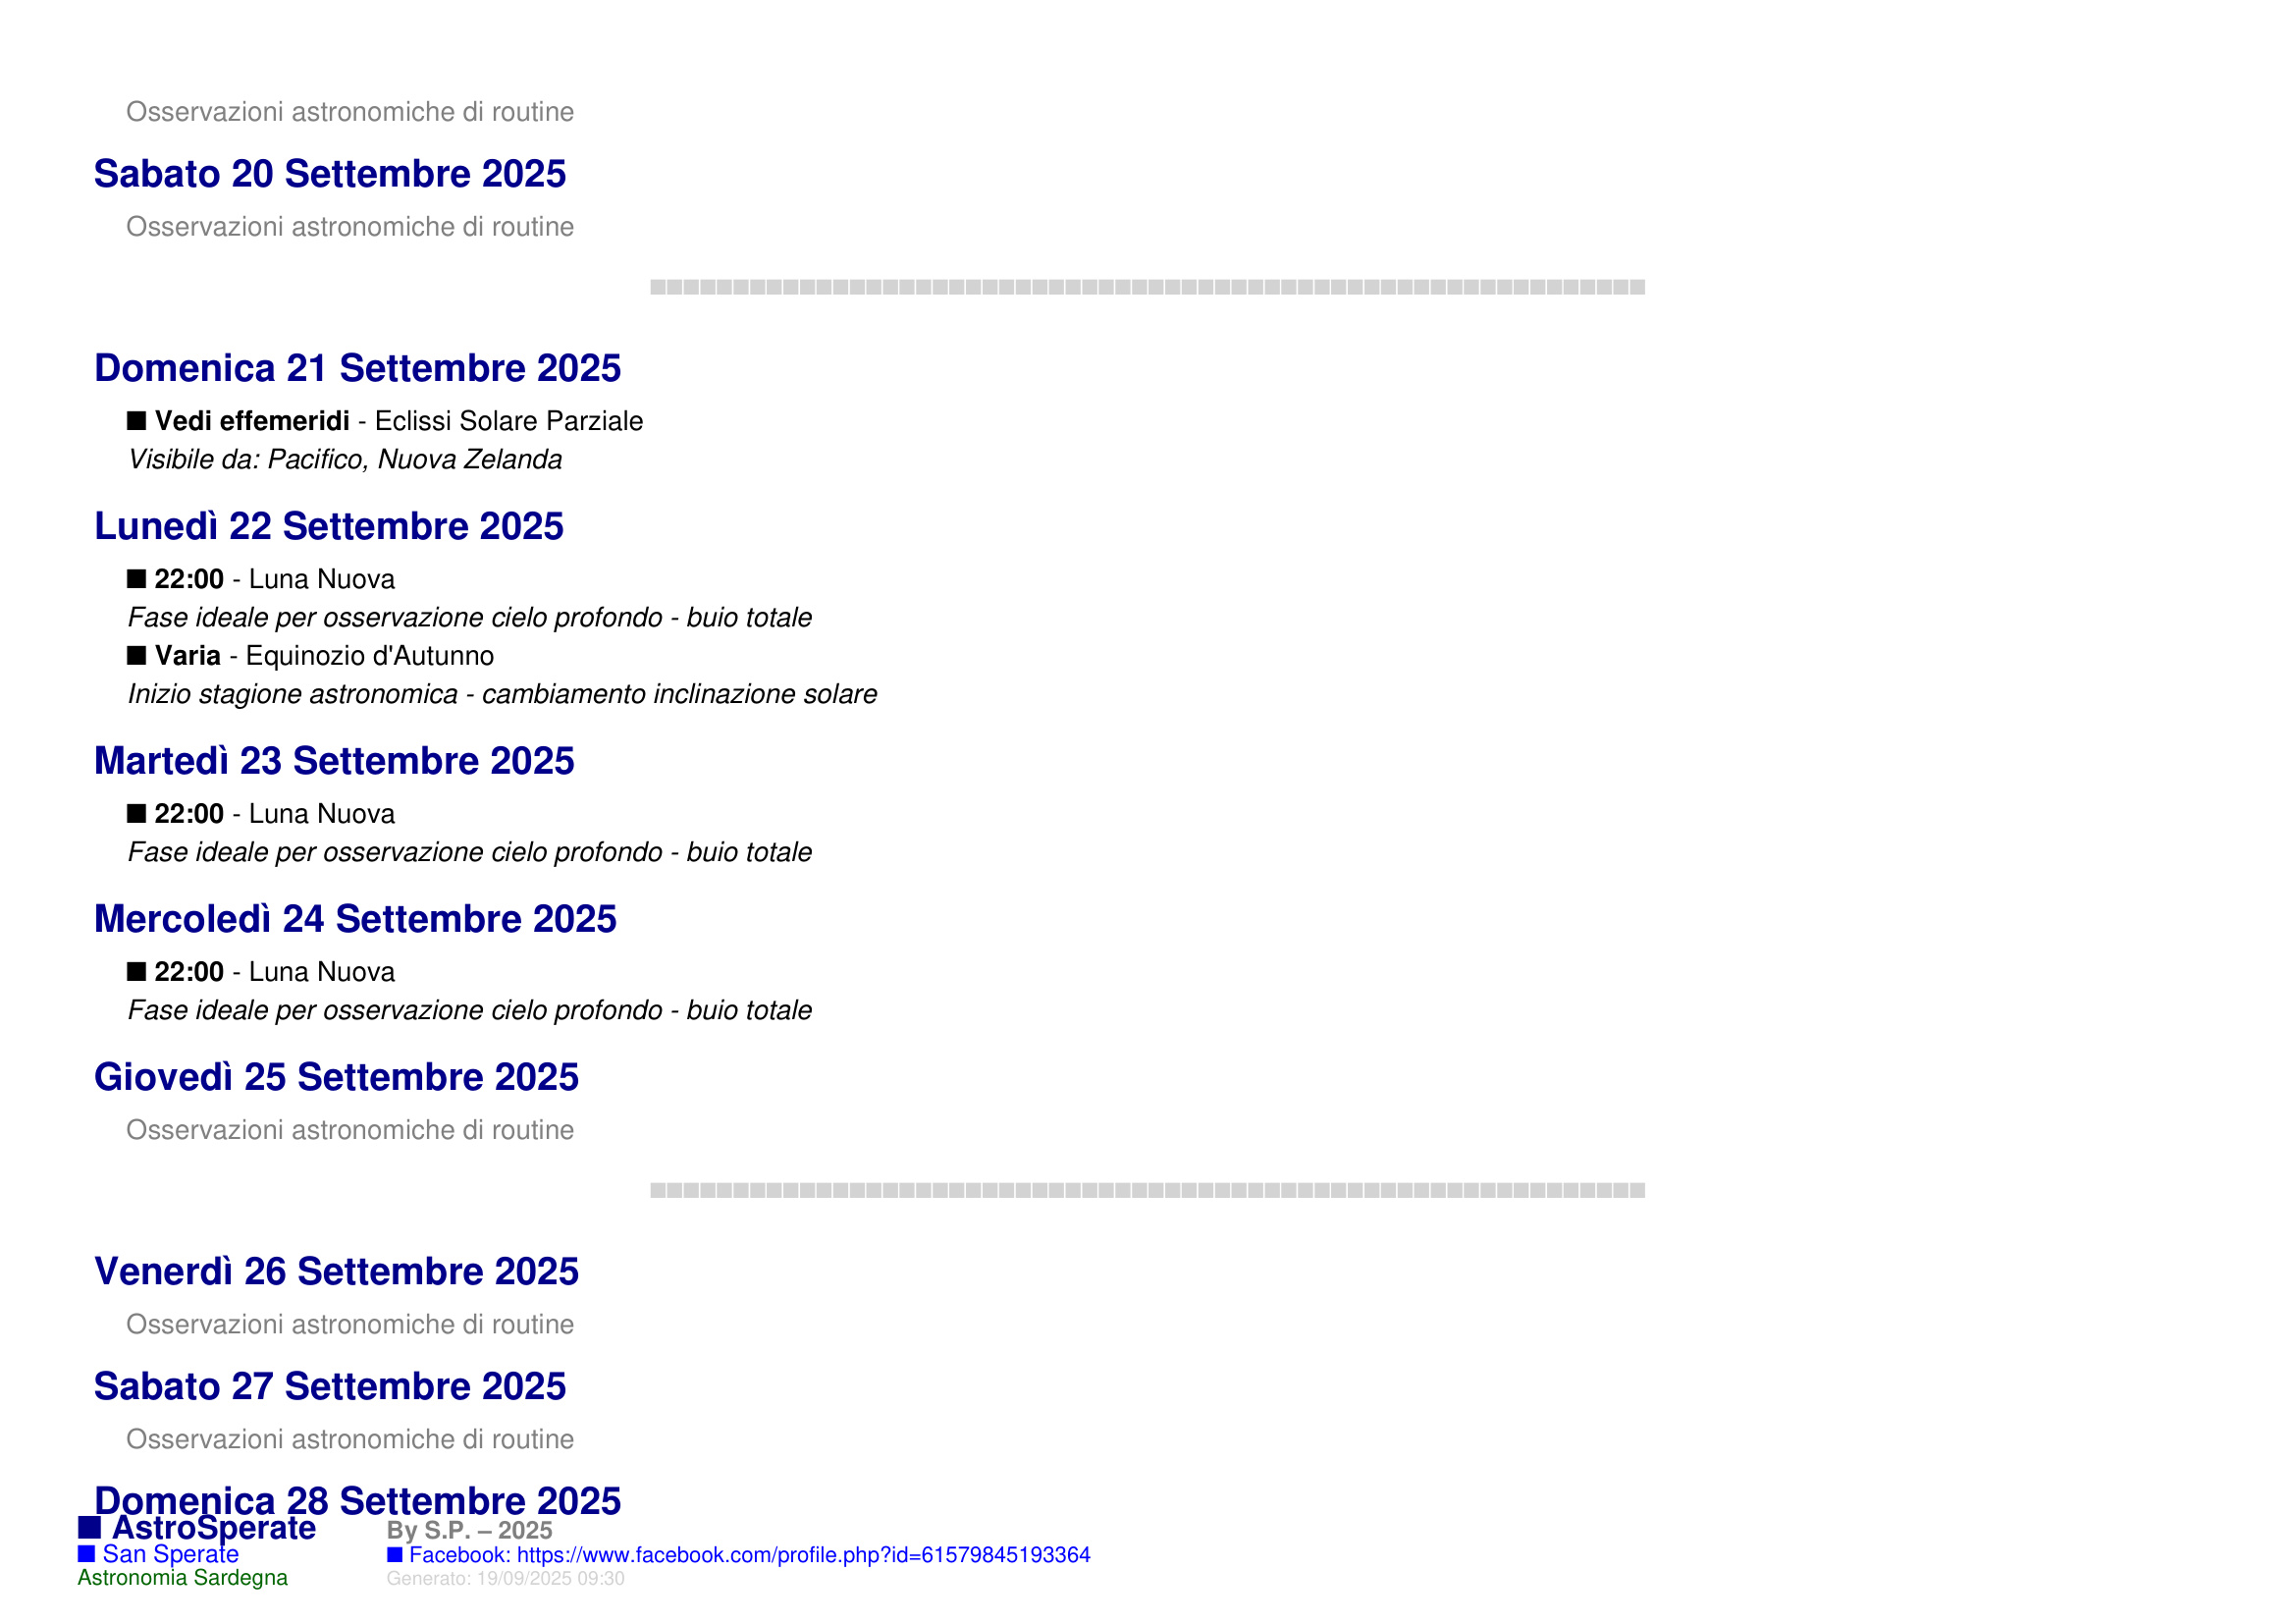 Osservazioni astronomiche di routine
Sabato 20 Settembre 2025
Osservazioni astronomiche di routine
Domenica 21 Settembre 2025
■ Vedi effemeridi - Eclissi Solare Parziale
Visibile da: Pacifico, Nuova Zelanda
Lunedì 22 Settembre 2025
■ 22:00 - Luna Nuova
Fase ideale per osservazione cielo profondo - buio totale
■ Varia - Equinozio d'Autunno
Inizio stagione astronomica - cambiamento inclinazione solare
Martedì 23 Settembre 2025
■ 22:00 - Luna Nuova
Fase ideale per osservazione cielo profondo - buio totale
Mercoledì 24 Settembre 2025
■ 22:00 - Luna Nuova
Fase ideale per osservazione cielo profondo - buio totale
Giovedì 25 Settembre 2025
Osservazioni astronomiche di routine
Venerdì 26 Settembre 2025
Osservazioni astronomiche di routine
Sabato 27 Settembre 2025
Osservazioni astronomiche di routine
Domenica 28 Settembre 2025
■ AstroSperate
■ San Sperate
Astronomia Sardegna
By S.P. – 2025
■ Facebook: https://www.facebook.com/profile.php?id=61579845193364
Generato: 19/09/2025 09:30